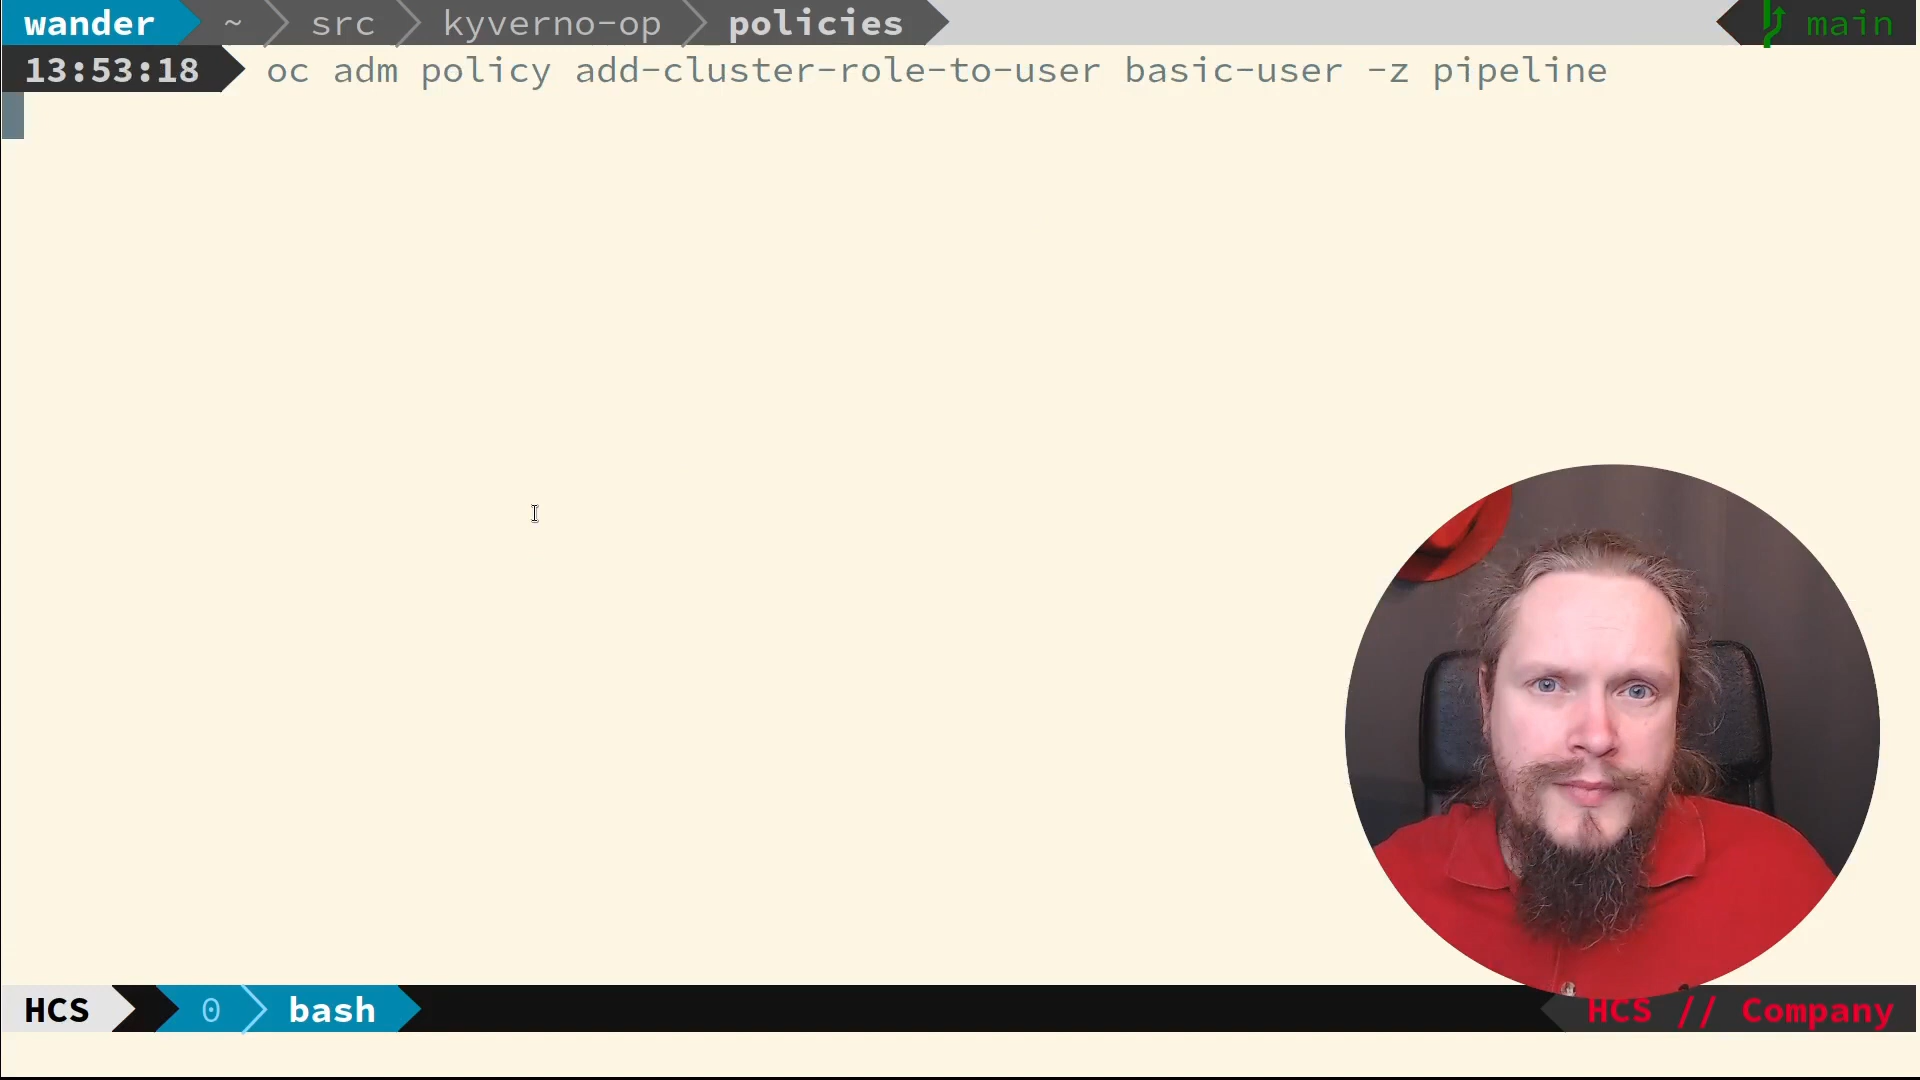 wander ~ src kyverno-op policies main
13:53:18 oc adm policy add-cluster-role-to-user basic-user -z pipeline
HCS 0 bash HCS // Company